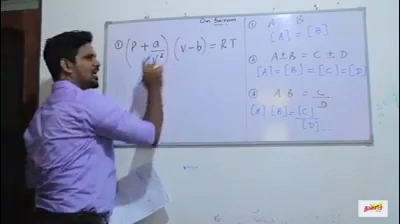 ① (P + a/V²) (V − b) = RT
① A = B
[A] = [B]
② A ± B = C ± D
[A] = [B] = [C] = [D]
③ A B = C/D
[A] [B] = [C]/[D]